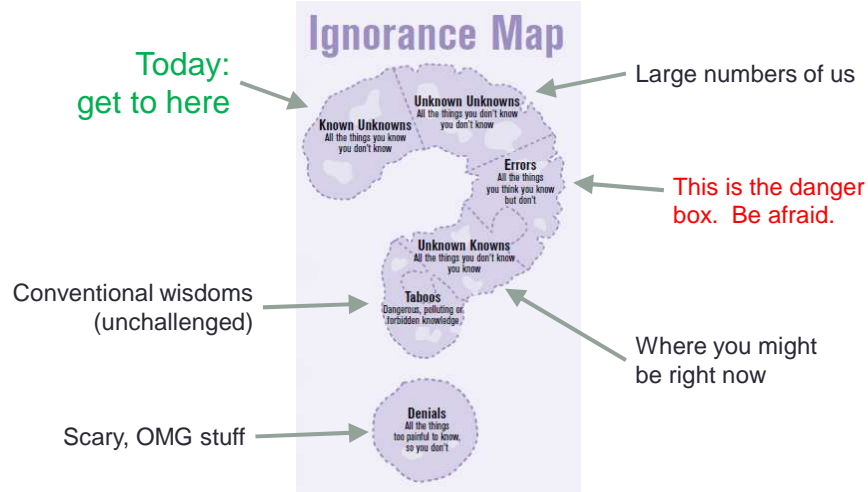 Ignorance Map
Today:
get to here
Large numbers of us
Unknown Unknowns
All the things you don't know
you don't know
Known Unknowns
All the things you know
you don't know
Errors
All the things
you think you know
but don't
This is the danger
box.  Be afraid.
Unknown Knowns
All the things you don't know
you know
Conventional wisdoms
(unchallenged)
Taboos
Dangerous, polluting or
forbidden knowledge
Where you might
be right now
Denials
All the things
too painful to know,
so you don't
Scary, OMG stuff